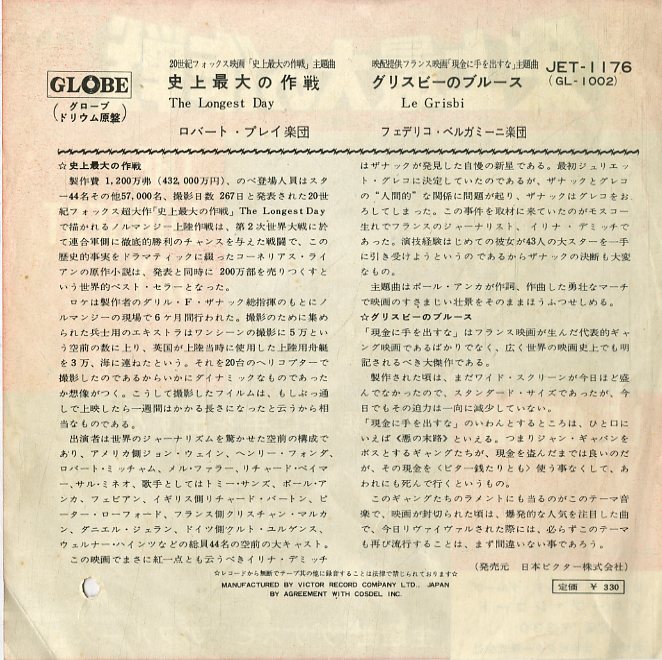 GLOBE
(グローブ
ドリウム原盤)
20世紀フォックス映画「史上最大の作戦」主題曲
史上最大の作戦
The Longest Day
ロバート・ブレイ楽団
映配提供フランス映画「現金に手を出すな」主題曲
グリスビーのブルース
Le Grisbi
フェデリコ・ベルガミーニ楽団
JET-1176
(GL-1002)
☆史上最大の作戦
製作費 1,200万弗 (432,000万円)、のべ登場人員はスタ
ー44名その他57,000名、撮影日数 267日と発表された20世
紀フォックス超大作「史上最大の作戦」The Longest Day
で描かれるノルマンジー上陸作戦は、第2次世界大戦に於
て連合軍側に徹底的勝利のチャンスを与えた戦闘で、この
歴史的事実をドラマティックに綴ったコーネリアス・ライ
アンの原作小説は、発表と同時に 200万部を売りつくすと
いう世界的ベスト・セラーとなった。
ロケは製作者のダリル・F・ザナック総指揮のもとにノ
ルマンジーの現場で6ケ月間行われた。撮影のために集め
られた兵士用のエキストラはワンシーンの撮影に5万とい
う空前の数に上り、英国が上陸当時に使用した上陸用舟艇
を3万、海に連ねたという。それを20台のヘリコプターで
撮影したのであるからいかにダイナミックなものであった
か想像がつく。こうして撮影したフイルムは、もしぶっ通
しで上映したら一週間はかかる長さになったと云うから相
当なものである。
出演者は世界のジャーナリズムを驚かせた空前の構成で
あり、アメリカ側ジョン・ウェイン、ヘンリー・フォンダ、
ロバート・ミッチャム、メル・ファラー、リチャード・ベイマ
ー、サル・ミネオ、歌手としてはトミー・サンズ、ポール・ア
ンカ、フェビアン、イギリス側リチャード・バートン、ピ
ーター・ローフォード、フランス側クリスチャン・マルカ
ン、ダニエル・ジェラン、ドイツ側ウルト・ユルゲンス、
ウェルナー・ハインツなどの総員44名の空前の大キャスト。
この映画でまさに紅一点とも云うべきイリナ・デミッチ
はザナックが発見した自慢の新星である。最初ジュリエッ
ト・グレコに決定していたのであるが、ザナックとグレコ
の“人間的”な関係に問題が起り、ザナックはグレコをお
ろしてしまった。この事件を取材に来ていたのがモスコー生
れでフランスのジャーナリスト、イリナ・デミッチで
あった。演技経験はじめての彼女が43人の大スターを一手
に引き受けようというのであるからザナックの決断も大変
なもの。
主題曲はポール・アンカが作詞、作曲した勇壮なマーチ
で映画のすさまじい壮景をそのままほうふつせしめる。
☆グリスビーのブルース
「現金に手を出すな」はフランス映画が生んだ代表的ギャ
ング映画であるばかりでなく、広く世界の映画史上でも明
記されるべき大傑作である。
製作された頃は、まだワイド・スクリーンが今日ほど盛
んでなかったので、スタンダード・サイズであったが、今
日でもその迫力は一向に減少していない。
「現金に手を出すな」のいわんとするところは、ひと口に
いえば《悪の末路》といえる。つまりジャン・ギャバンを
ボスとするギャングたちが、現金を盗んだまでは良いのだ
が、その現金を《ビター銭たりとも》使う事なくして、あ
われにも死んで行くというもの。
このギャングたちのラメントにも当るのがこのテーマ音
楽で、映画が封切られた頃は、爆発的な人気を注目した曲
で、今日リヴァイヴァルされた際には、必らずこのテーマ
も再び流行することは、まず間違いない事であろう。
(発売元 日本ビクター株式会社)
☆レコードから無断でテープ其の他に録音することは法律で禁じられております☆
MANUFACTURED BY VICTOR RECORD COMPANY LTD., JAPAN
BY AGREEMENT WITH COSDEL INC.
定価 ¥ 330